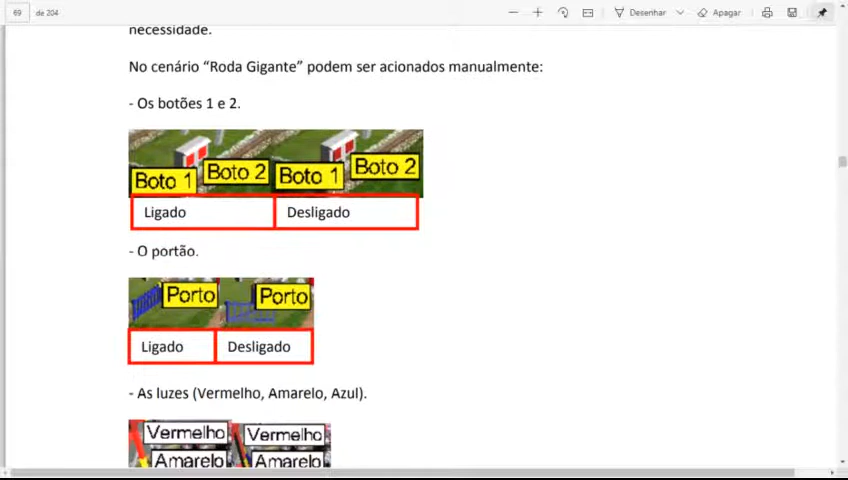 69 de 204 Desenhar Apagar
necessidade.
No cenário “Roda Gigante” podem ser acionados manualmente:
- Os botões 1 e 2.
Boto 1 Boto 2 Boto 1 Boto 2
Ligado Desligado
- O portão.
Porto Porto
Ligado Desligado
- As luzes (Vermelho, Amarelo, Azul).
Vermelho Vermelho
Amarelo Amarelo